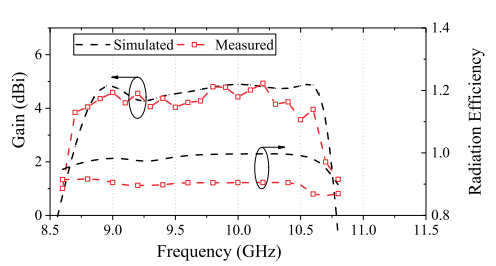 Simulated Measured
Gain (dBi)
6
4
2
0
Radiation Efficiency
1.4
1.2
1.0
0.8
8.5 9.0 9.5 10.0 10.5 11.0 11.5
Frequency (GHz)